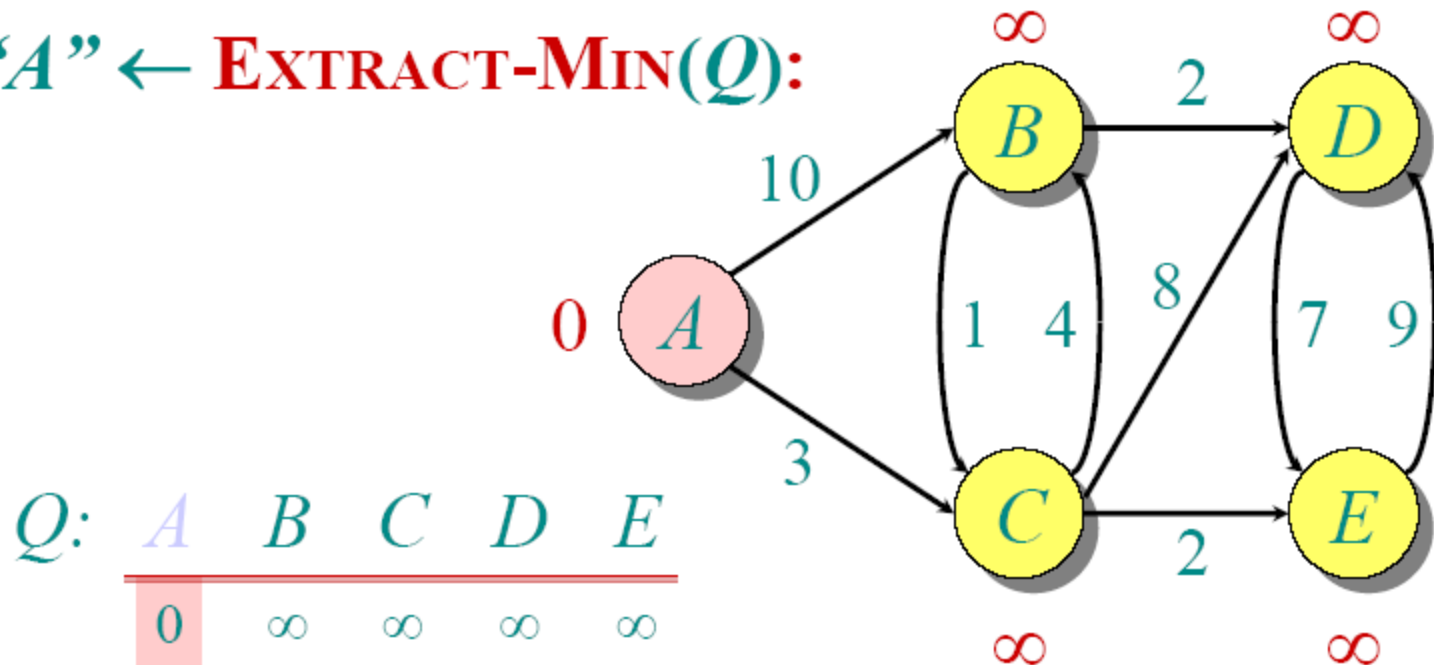 “A” ← EXTRACT-MIN(Q):
∞ ∞
B 2 D
10
0 A 1 4 8 7 9
3
C 2 E
∞ ∞
Q: A B C D E
0 ∞ ∞ ∞ ∞